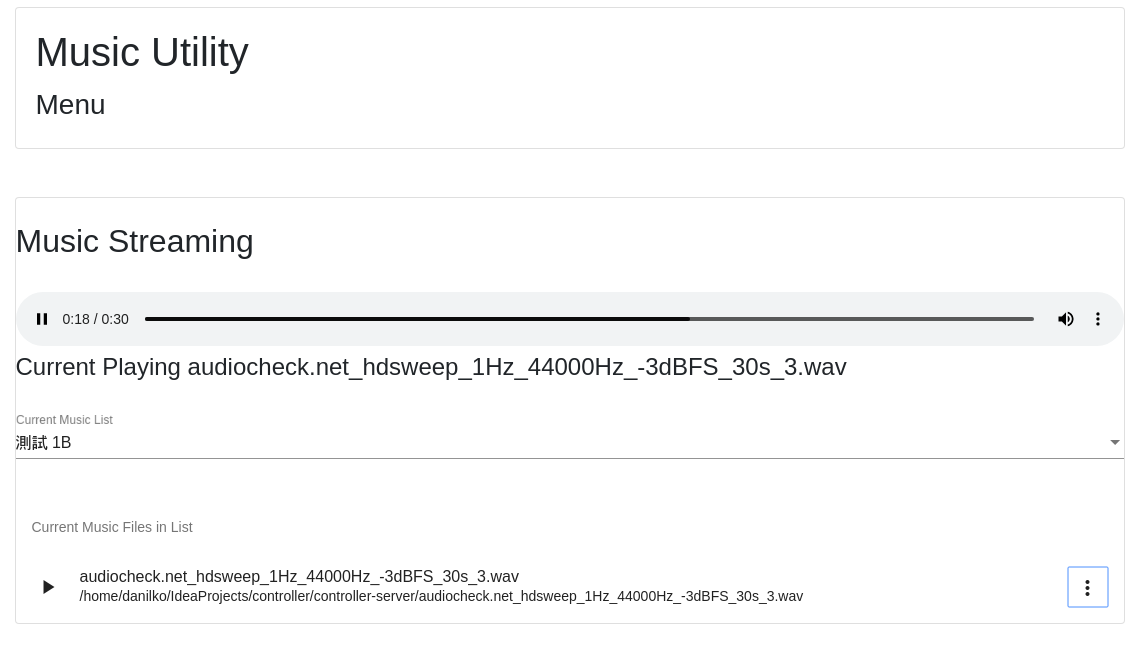 Music Utility
Menu
Music Streaming
0:18 / 0:30
Current Playing audiocheck.net_hdsweep_1Hz_44000Hz_-3dBFS_30s_3.wav
Current Music List
測試 1B
Current Music Files in List
audiocheck.net_hdsweep_1Hz_44000Hz_-3dBFS_30s_3.wav
/home/danilko/IdeaProjects/controller/controller-server/audiocheck.net_hdsweep_1Hz_44000Hz_-3dBFS_30s_3.wav